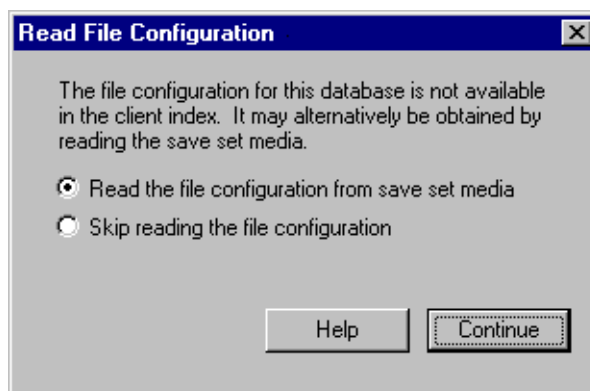 Read File Configuration
The file configuration for this database is not available
in the client index.  It may alternatively be obtained by
reading the save set media.
Read the file configuration from save set media
Skip reading the file configuration
Help
Continue